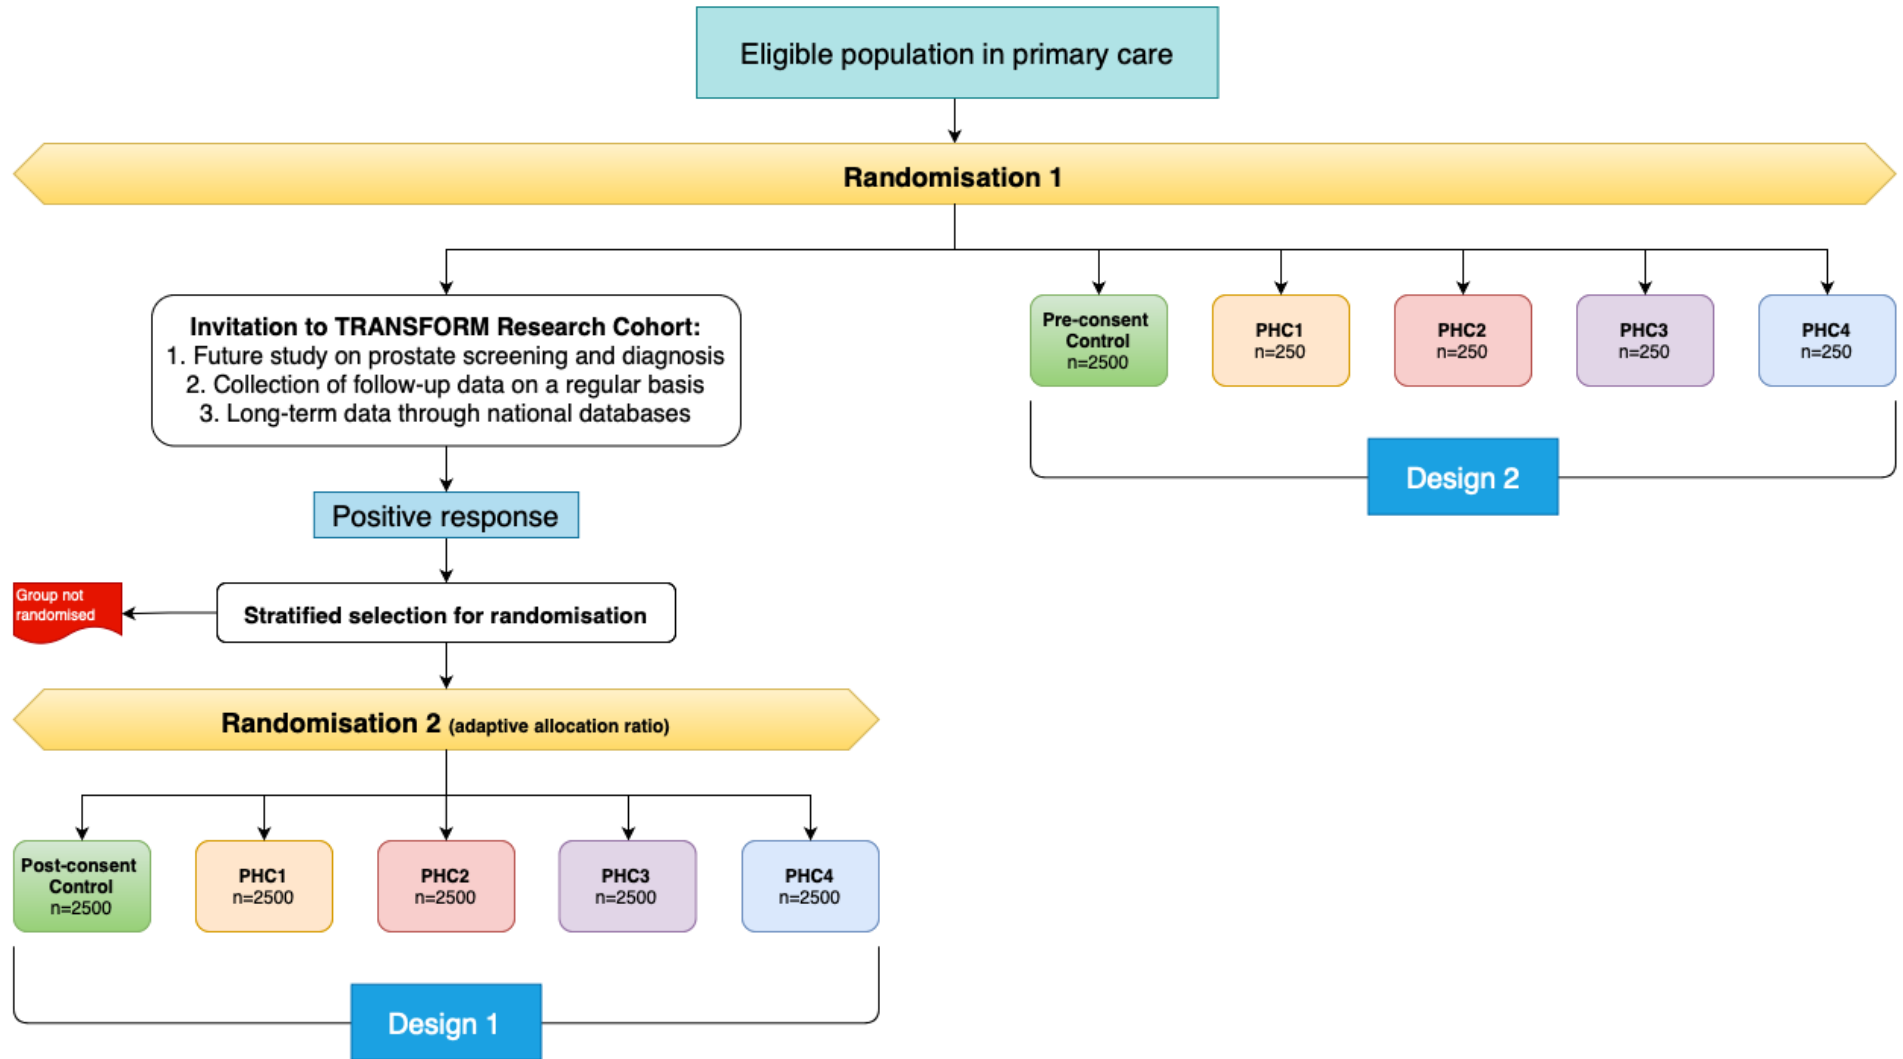 Eligible population in primary care
Randomisation 1
Invitation to TRANSFORM Research Cohort:
1. Future study on prostate screening and diagnosis
2. Collection of follow-up data on a regular basis
3. Long-term data through national databases
Pre-consent
Control
n=2500
PHC1
n=250
PHC2
n=250
PHC3
n=250
PHC4
n=250
Design 2
Positive response
Group not
randomised
Stratified selection for randomisation
Randomisation 2 (adaptive allocation ratio)
Post-consent
Control
n=2500
PHC1
n=2500
PHC2
n=2500
PHC3
n=2500
PHC4
n=2500
Design 1